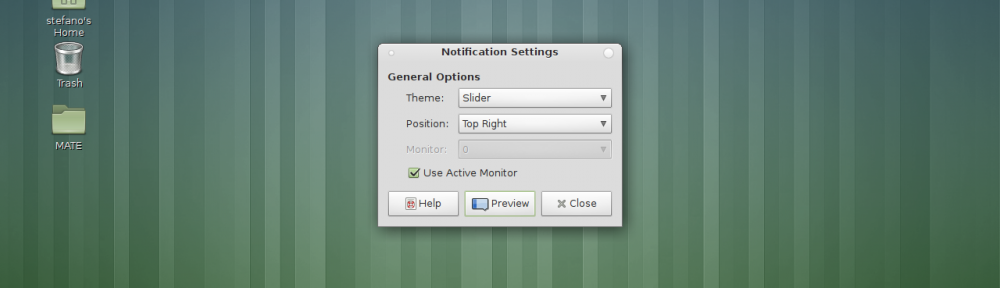 stefano's
Home
Trash
MATE
Notification Settings
General Options
Theme: Slider
Position: Top Right
Monitor: 0
Use Active Monitor
Help Preview Close